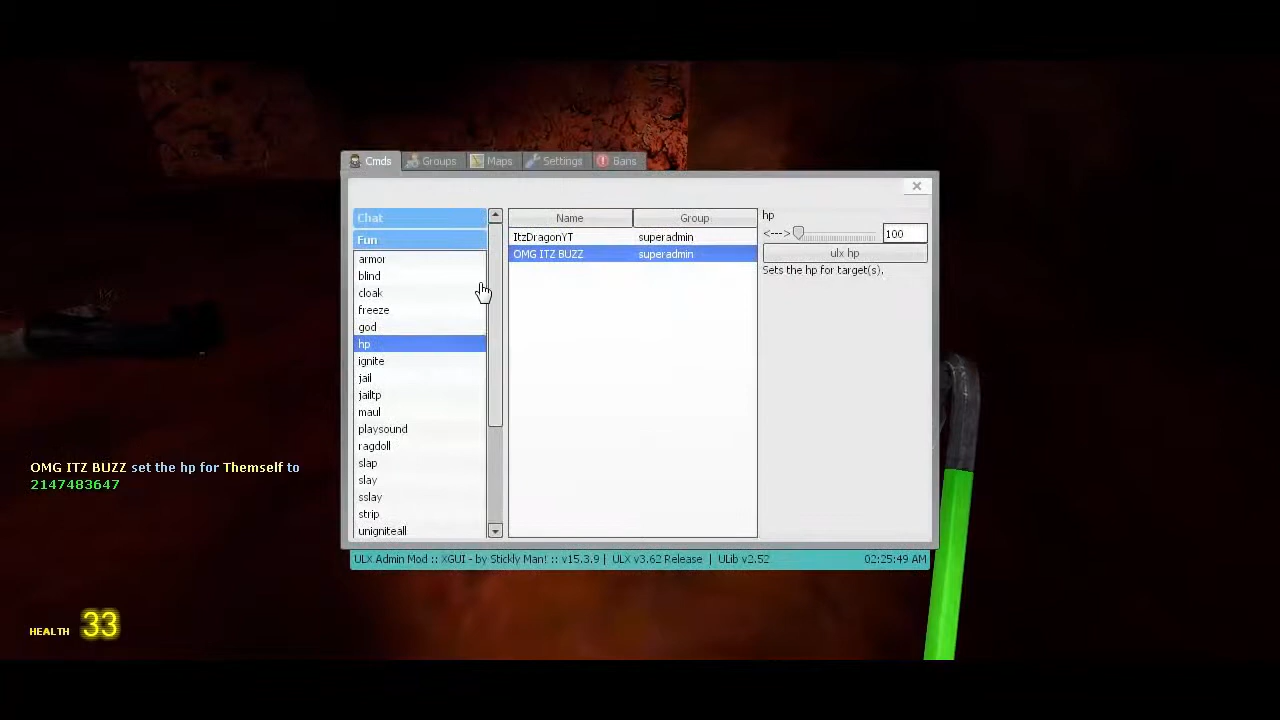 Cmds Groups Maps Settings Bans
Chat
Fun
armor
blind
cloak
freeze
god
hp
ignite
jail
jailtp
maul
playsound
ragdoll
slap
slay
sslay
strip
unigniteall
Name Group
ItzDragonYT superadmin
OMG ITZ BUZZ superadmin
hp
<---> 100
ulx hp
Sets the hp for target(s).
OMG ITZ BUZZ set the hp for Themself to
2147483647
ULX Admin Mod :: XGUI - by Stickly Man! :: v15.3.9 | ULX v3.62 Release | ULib v2.52 02:25:49 AM
HEALTH 33